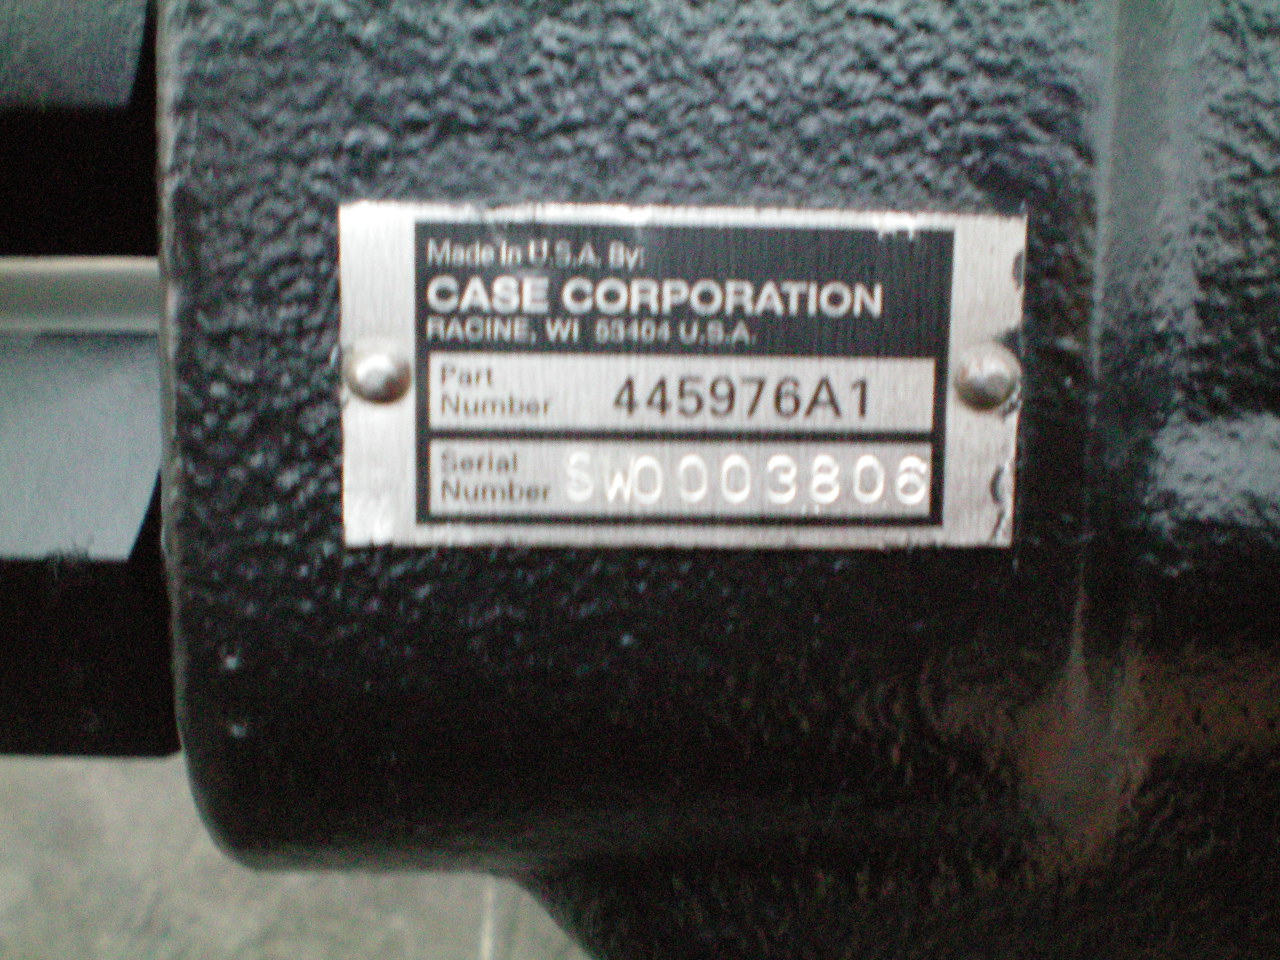 Made In U.S.A. By:
CASE CORPORATION
RACINE, WI 53404 U.S.A.
Part
Number 445976A1
Serial
Number SW0003806